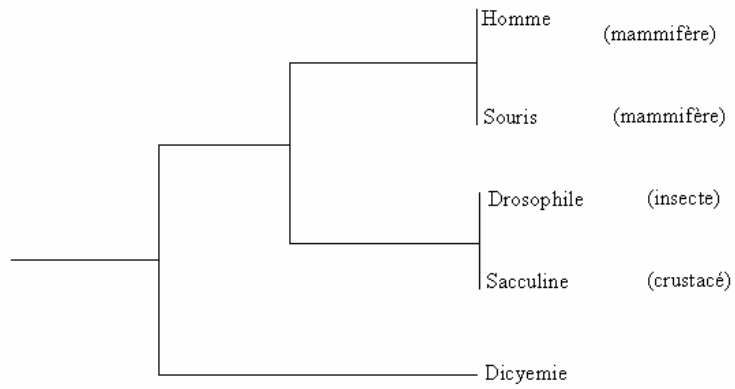 Homme (mammifère)
Souris (mammifère)
Drosophile (insecte)
Sacculine (crustacé)
Dicyemie